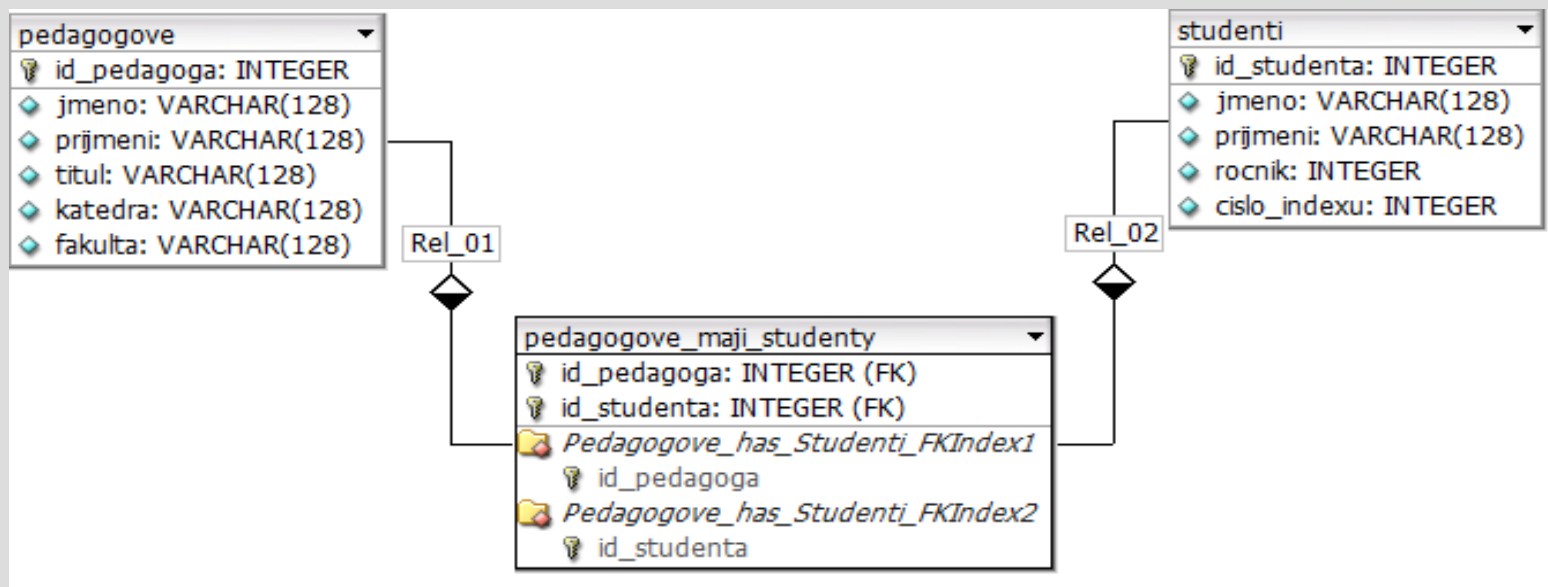 pedagogove
id_pedagoga: INTEGER
jmeno: VARCHAR(128)
prijmeni: VARCHAR(128)
titul: VARCHAR(128)
katedra: VARCHAR(128)
fakulta: VARCHAR(128)
Rel_01
studenti
id_studenta: INTEGER
jmeno: VARCHAR(128)
prijmeni: VARCHAR(128)
rocnik: INTEGER
cislo_indexu: INTEGER
Rel_02
pedagogove_maji_studenty
id_pedagoga: INTEGER (FK)
id_studenta: INTEGER (FK)
Pedagogove_has_Studenti_FKIndex1
id_pedagoga
Pedagogove_has_Studenti_FKIndex2
id_studenta